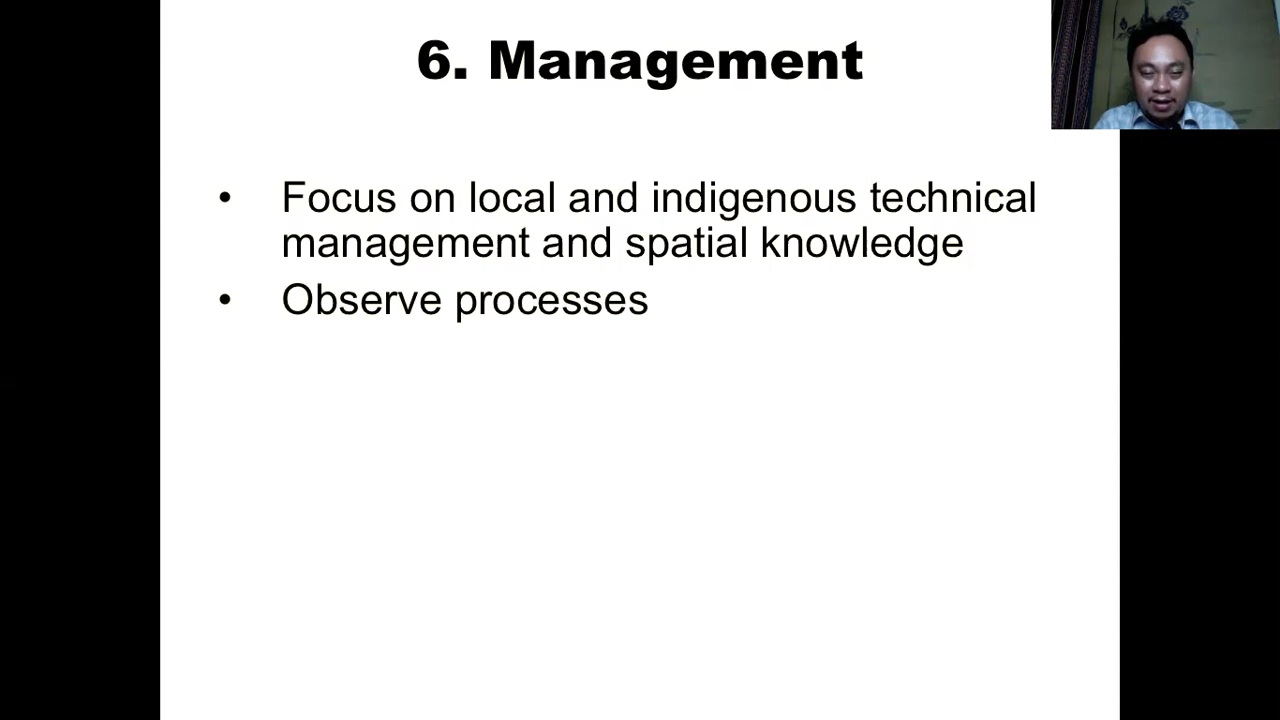 6. Management
• Focus on local and indigenous technical
management and spatial knowledge
• Observe processes